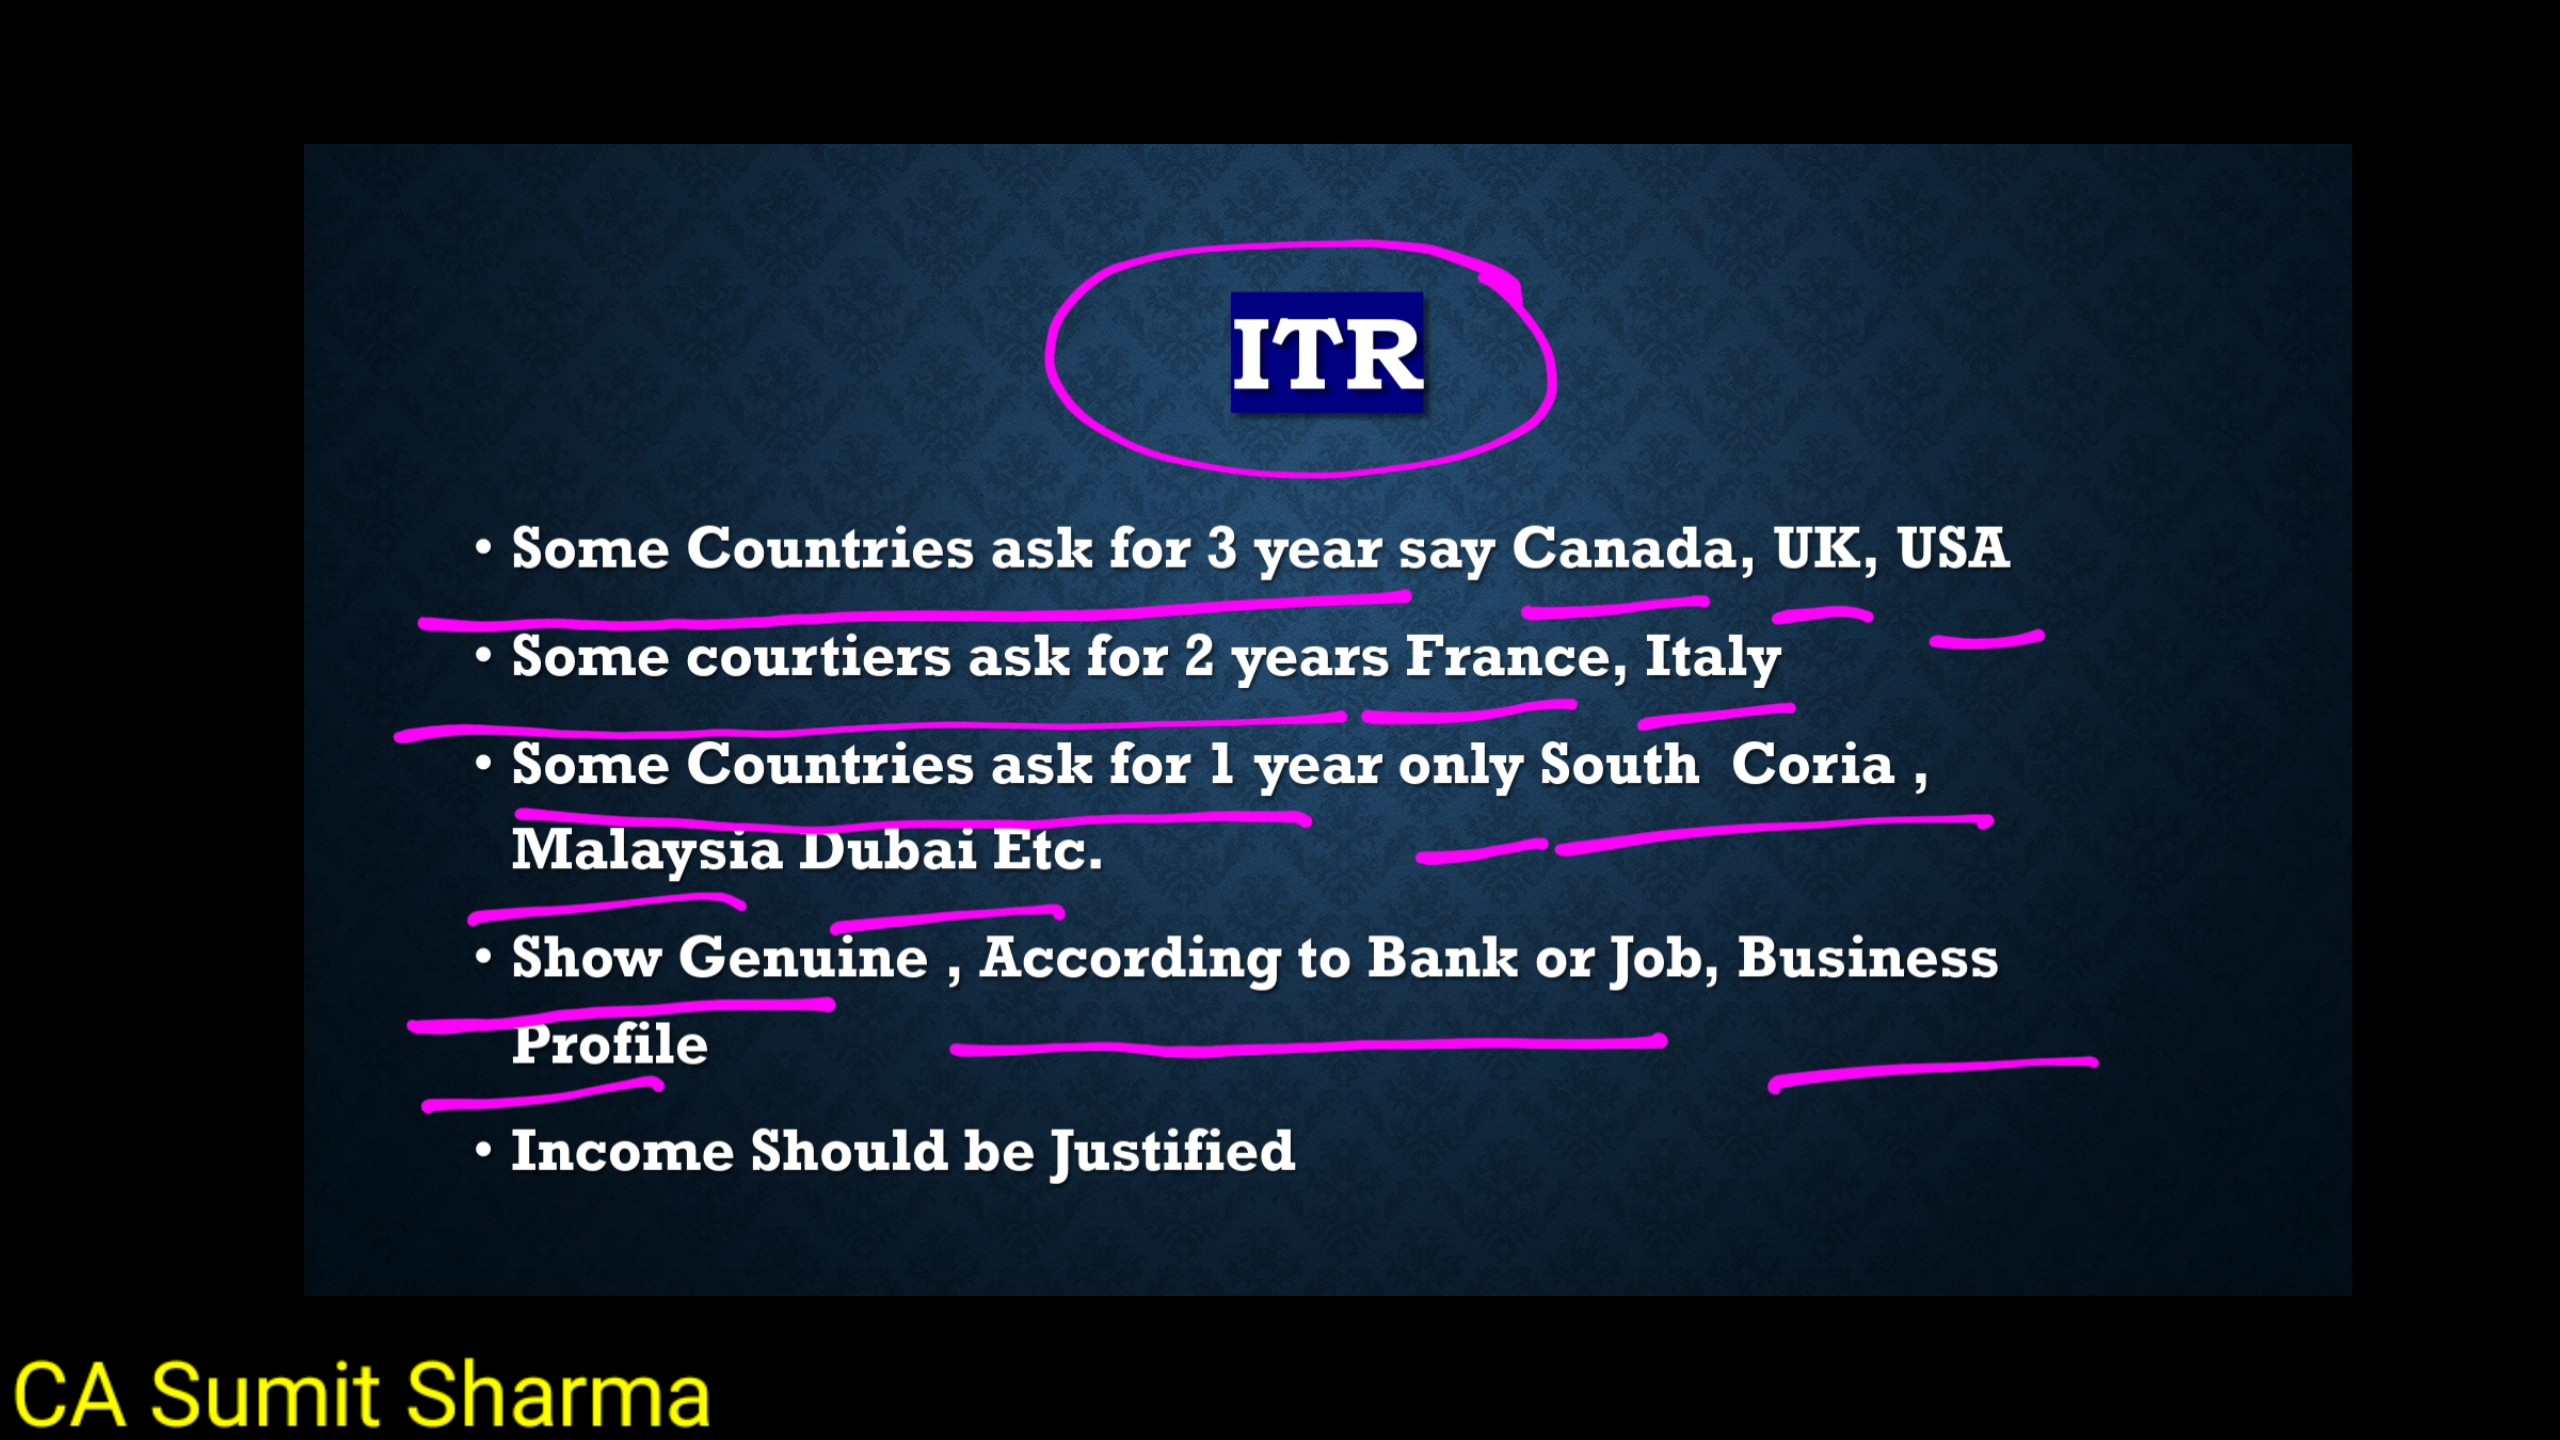 ITR
• Some Countries ask for 3 year say Canada, UK, USA
• Some courtiers ask for 2 years France, Italy
• Some Countries ask for 1 year only South  Coria ,
Malaysia Dubai Etc.
• Show Genuine , According to Bank or Job, Business
Profile
• Income Should be Justified
CA Sumit Sharma